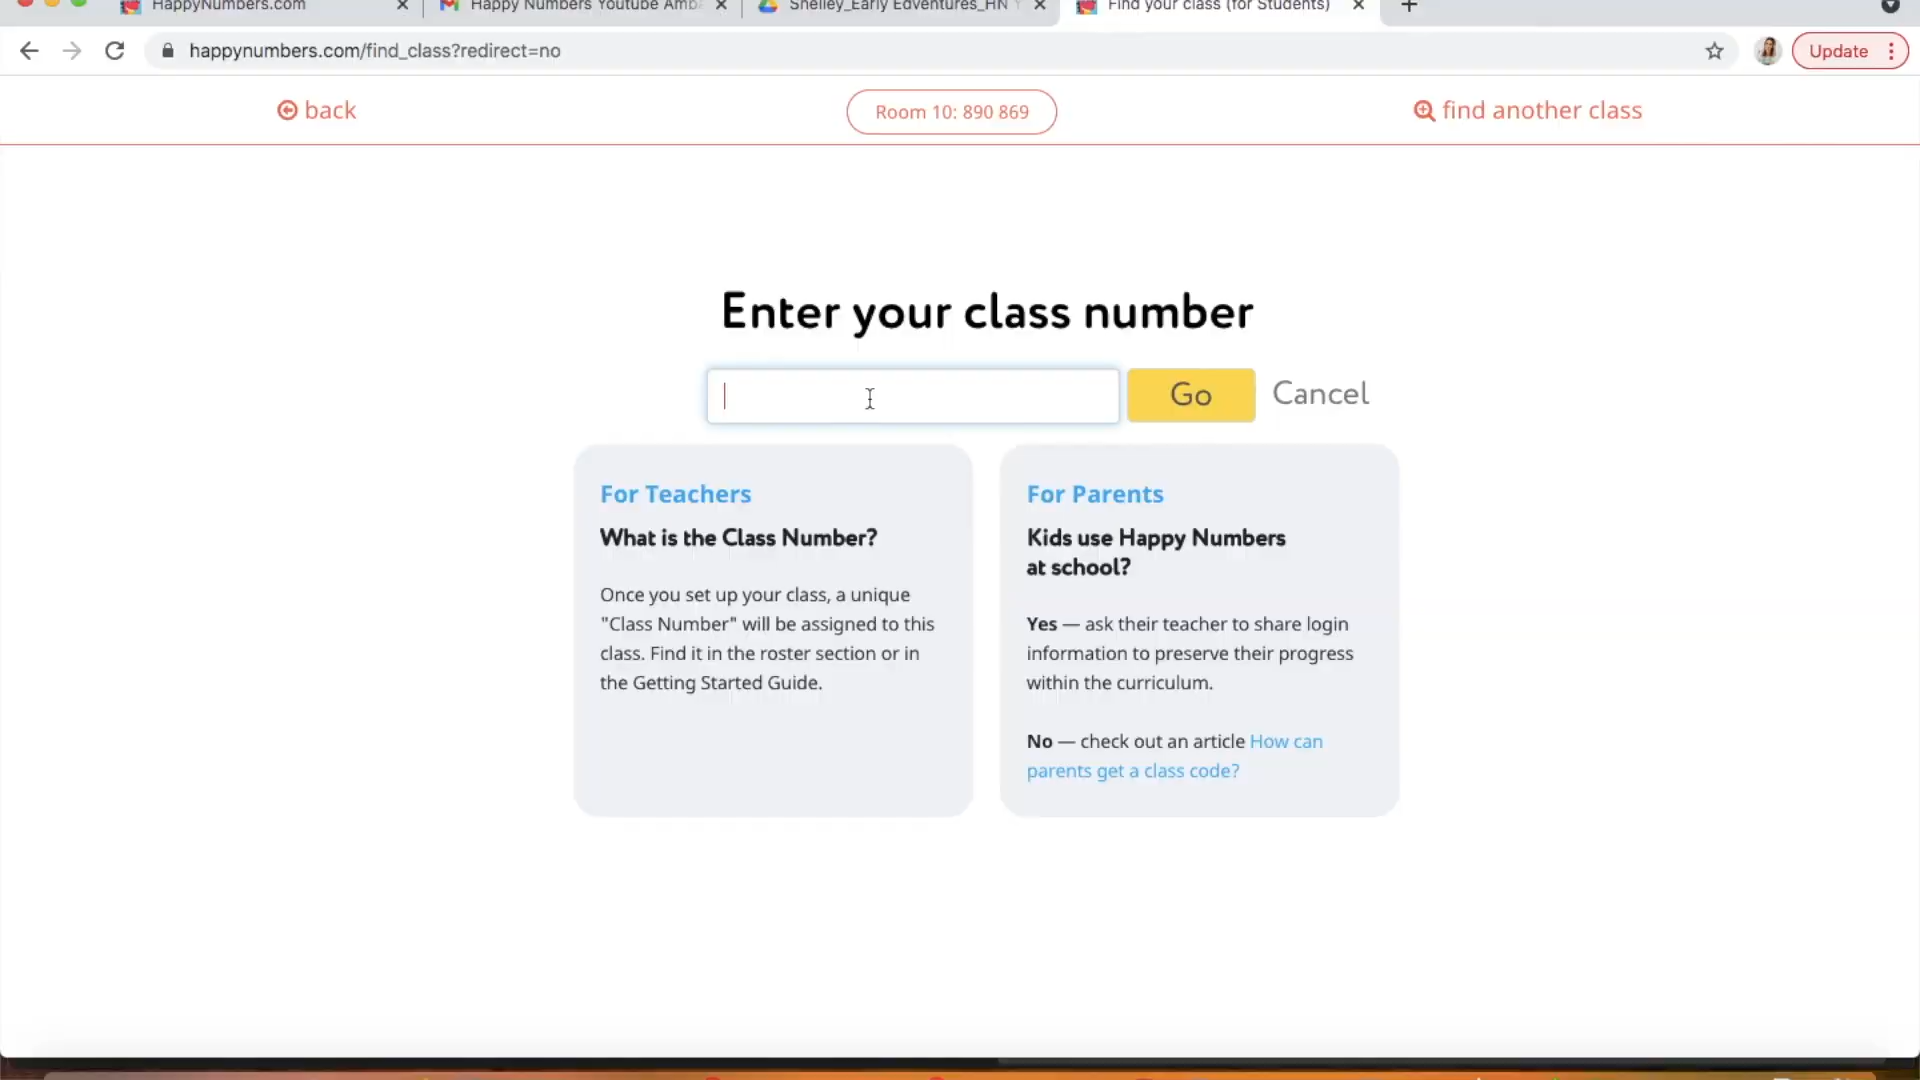 HappyNumbers.com
Happy Numbers Youtube Amba
Shelley_Early Edventures_HN Y
Find your class (for Students)
happynumbers.com/find_class?redirect=no
Update
back
Room 10: 890 869
find another class
Enter your class number
Go
Cancel
For Teachers
What is the Class Number?
Once you set up your class, a unique
"Class Number" will be assigned to this
class. Find it in the roster section or in
the Getting Started Guide.
For Parents
Kids use Happy Numbers
at school?
Yes — ask their teacher to share login
information to preserve their progress
within the curriculum.
No — check out an article How can
parents get a class code?